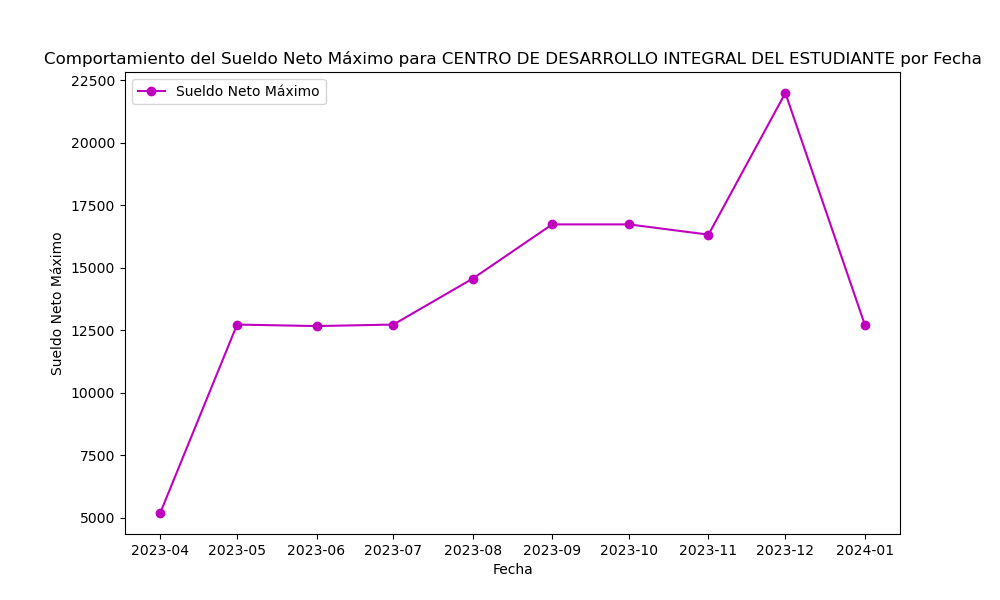 Comportamiento del Sueldo Neto Máximo para CENTRO DE DESARROLLO INTEGRAL DEL ESTUDIANTE por Fecha
Sueldo Neto Máximo
Sueldo Neto Máximo
22500
20000
17500
15000
12500
10000
7500
5000
2023-04 2023-05 2023-06 2023-07 2023-08 2023-09 2023-10 2023-11 2023-12 2024-01
Fecha